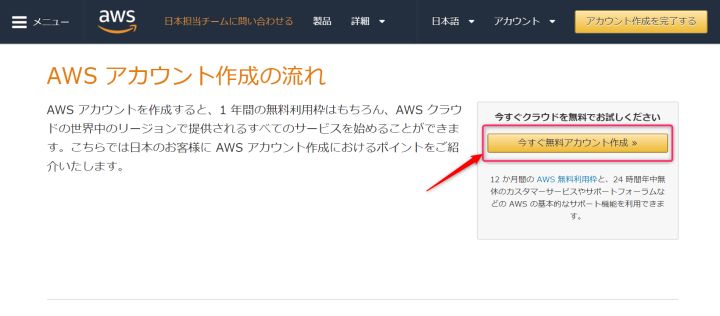 メニュー
aws
日本担当チームに問い合わせる
製品
詳細
日本語
アカウント
アカウント作成を完了する
AWS アカウント作成の流れ
AWS アカウントを作成すると、1 年間の無料利用枠はもちろん、AWS クラウ
ドの世界中のリージョンで提供されるすべてのサービスを始めることができま
す。こちらでは日本のお客様に AWS アカウント作成におけるポイントをご紹
介いたします。
今すぐクラウドを無料でお試しください
今すぐ無料アカウント作成 »
12 か月間の AWS 無料利用枠と、24 時間年中無
休のカスタマーサービスやサポートフォーラムな
どの AWS の基本的なサポート機能を利用できま
す。